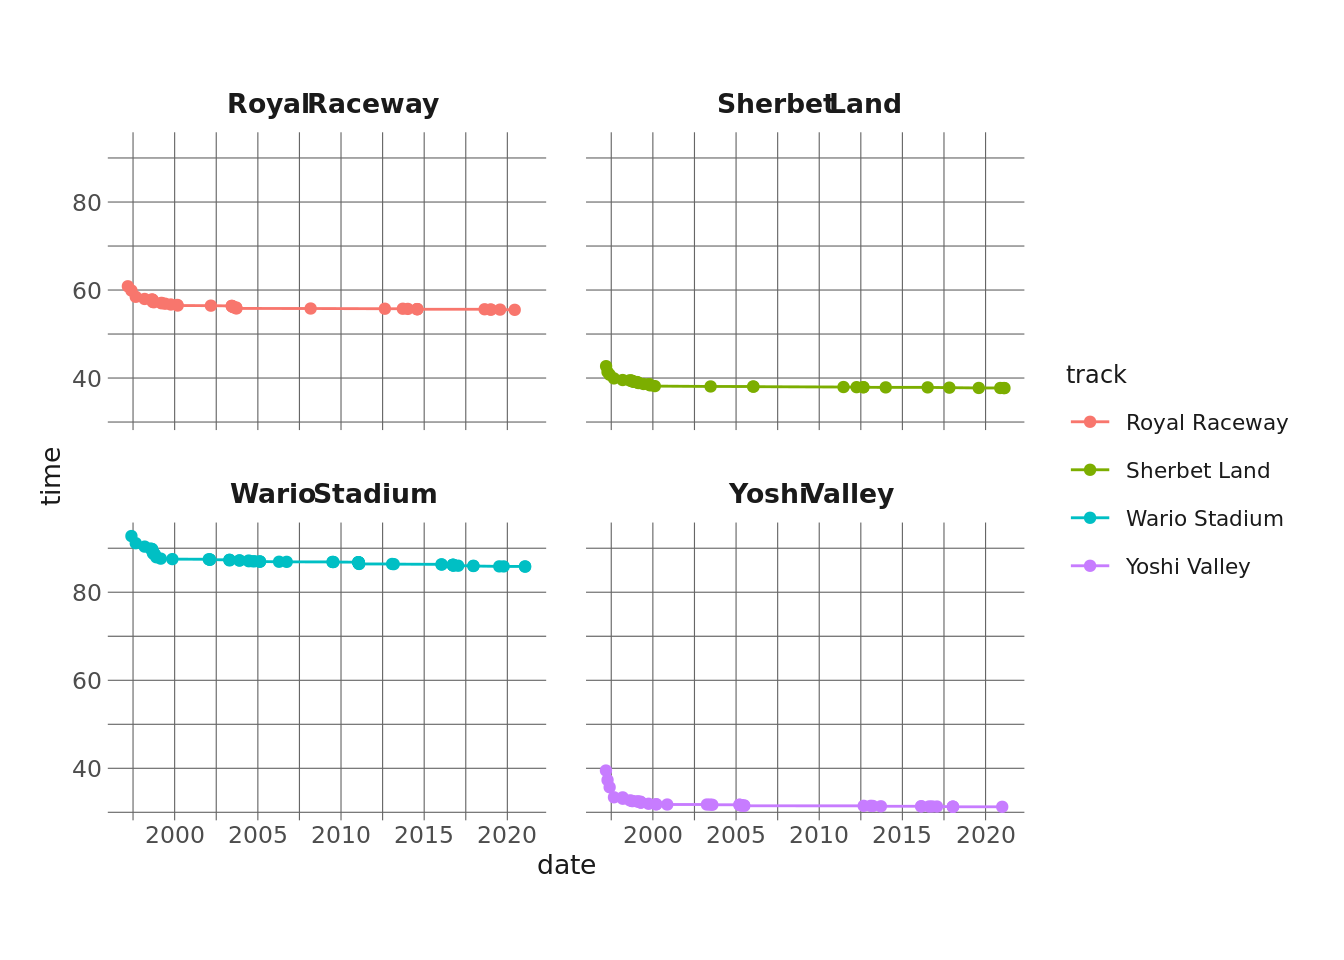 Royal Raceway
Sherbet Land
80
60
40
time
Wario Stadium
Yoshi Valley
80
60
40
2000 2005 2010 2015 2020
2000 2005 2010 2015 2020
date
track
Royal Raceway
Sherbet Land
Wario Stadium
Yoshi Valley